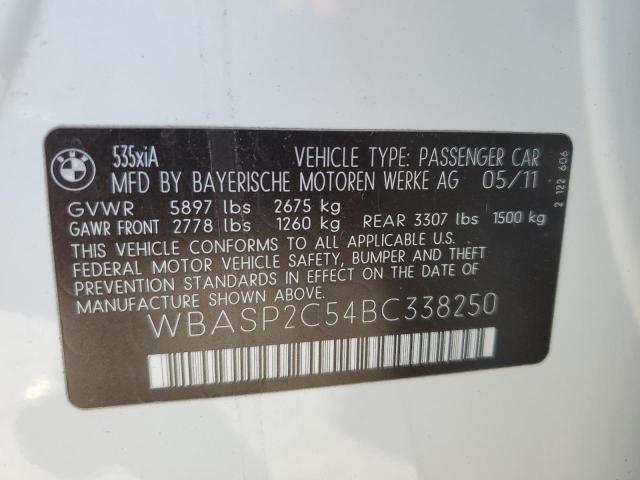 BMW
535xiA VEHICLE TYPE: PASSENGER CAR
MFD BY BAYERISCHE MOTOREN WERKE AG 05/11
GVWR 5897 lbs 2675 kg
GAWR FRONT 2778 lbs 1260 kg REAR 3307 lbs 1500 kg
THIS VEHICLE CONFORMS TO ALL APPLICABLE U.S.
FEDERAL MOTOR VEHICLE SAFETY, BUMPER AND THEFT
PREVENTION STANDARDS IN EFFECT ON THE DATE OF
MANUFACTURE SHOWN ABOVE.
WBASP2C54BC338250
2 122 606